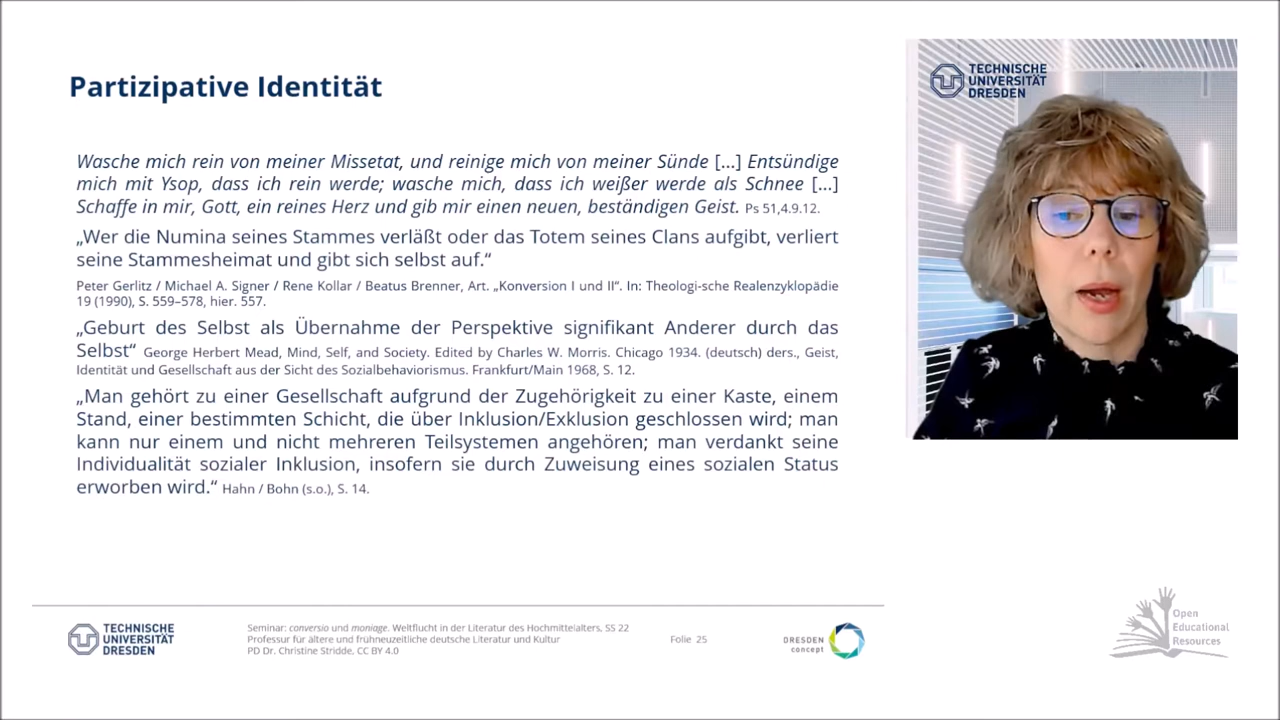 Partizipative Identität
Wasche mich rein von meiner Missetat, und reinige mich von meiner Sünde [...] Entsündige
mich mit Ysop, dass ich rein werde; wasche mich, dass ich weißer werde als Schnee [...]
Schaffe in mir, Gott, ein reines Herz und gib mir einen neuen, beständigen Geist. Ps 51,4.9.12.
„Wer die Numina seines Stammes verläßt oder das Totem seines Clans aufgibt, verliert
seine Stammesheimat und gibt sich selbst auf.“
Peter Gerlitz / Michael A. Signer / Rene Kollar / Beatus Brenner, Art. „Konversion I und II“. In: Theologi-sche Realenzyklopädie
19 (1990), S. 559–578, hier. 557.
„Geburt des Selbst als Übernahme der Perspektive signifikant Anderer durch das
Selbst“ George Herbert Mead, Mind, Self, and Society. Edited by Charles W. Morris. Chicago 1934. (deutsch) ders., Geist,
Identität und Gesellschaft aus der Sicht des Sozialbehaviorismus. Frankfurt/Main 1968, S. 12.
„Man gehört zu einer Gesellschaft aufgrund der Zugehörigkeit zu einer Kaste, einem
Stand, einer bestimmten Schicht, die über Inklusion/Exklusion geschlossen wird; man
kann nur einem und nicht mehreren Teilsystemen angehören; man verdankt seine
Individualität sozialer Inklusion, insofern sie durch Zuweisung eines sozialen Status
erworben wird.“ Hahn / Bohn (s.o.), S. 14.
TECHNISCHE
UNIVERSITÄT
DRESDEN
TECHNISCHE
UNIVERSITÄT
DRESDEN
Seminar: conversio und moniage. Weltflucht in der Literatur des Hochmittelalters, SS 22
Professur für ältere und frühneuzeitliche deutsche Literatur und Kultur
PD Dr. Christine Stridde, CC BY 4.0
Folie 25
DRESDEN
concept
Open
Educational
Resources